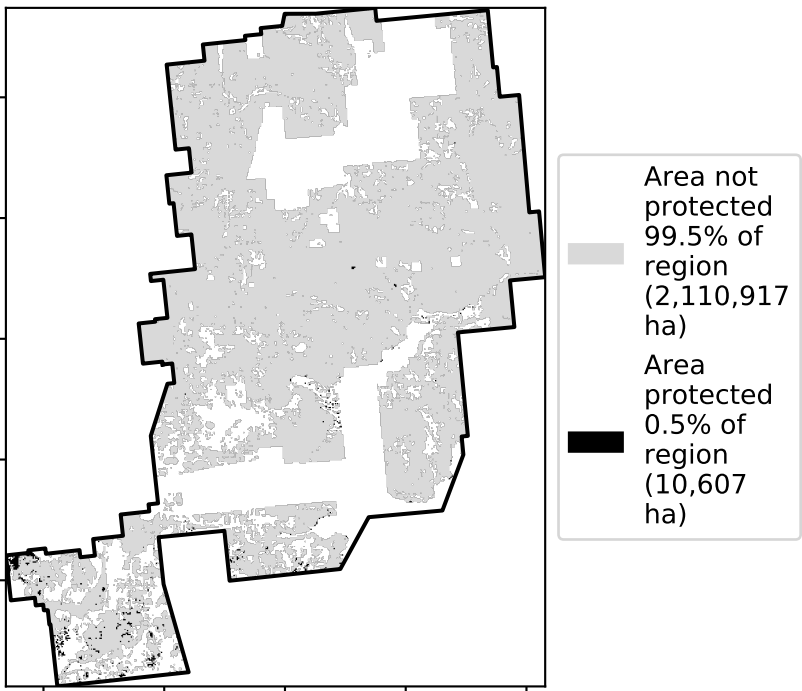 Area not
protected
99.5% of
region
(2,110,917
ha)
Area
protected
0.5% of
region
(10,607
ha)